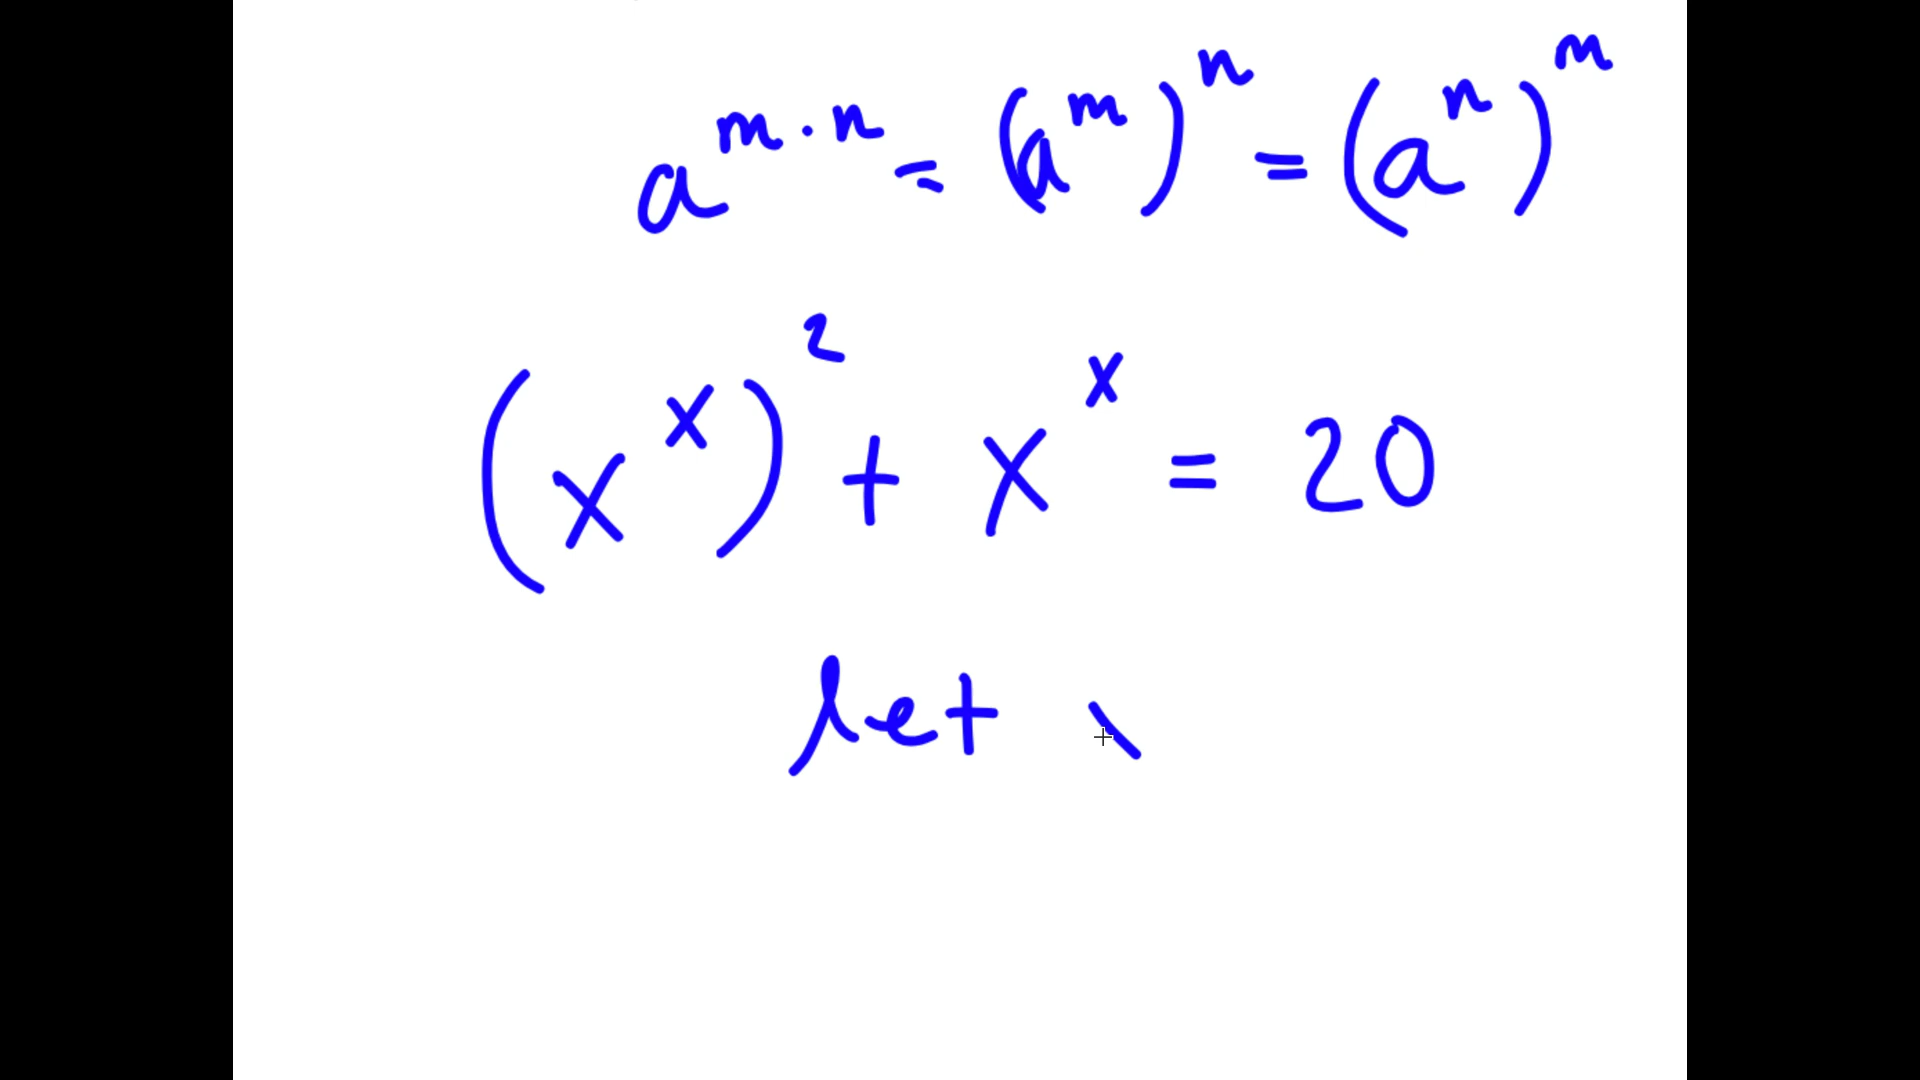 a^{m·n} = (a^m)^n = (a^n)^m
(x^x)^2 + x^x = 20
let